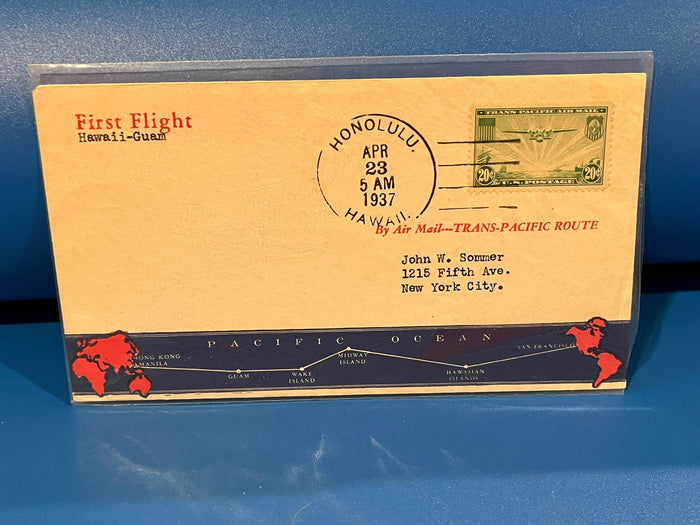 First Flight
Hawaii-Guam
HONOLULU.
APR
23
5 AM
1937
HAWAII.
TRANS-PACIFIC AIR MAIL
20¢ 20¢
U.S. POSTAGE
By Air Mail---TRANS-PACIFIC ROUTE
John W. Sommer
1215 Fifth Ave.
New York City.
PACIFIC OCEAN
HONG KONG
MANILA
GUAM
WAKE
ISLAND
MIDWAY
ISLAND
HAWAIIAN
ISLANDS
SAN FRANCISCO